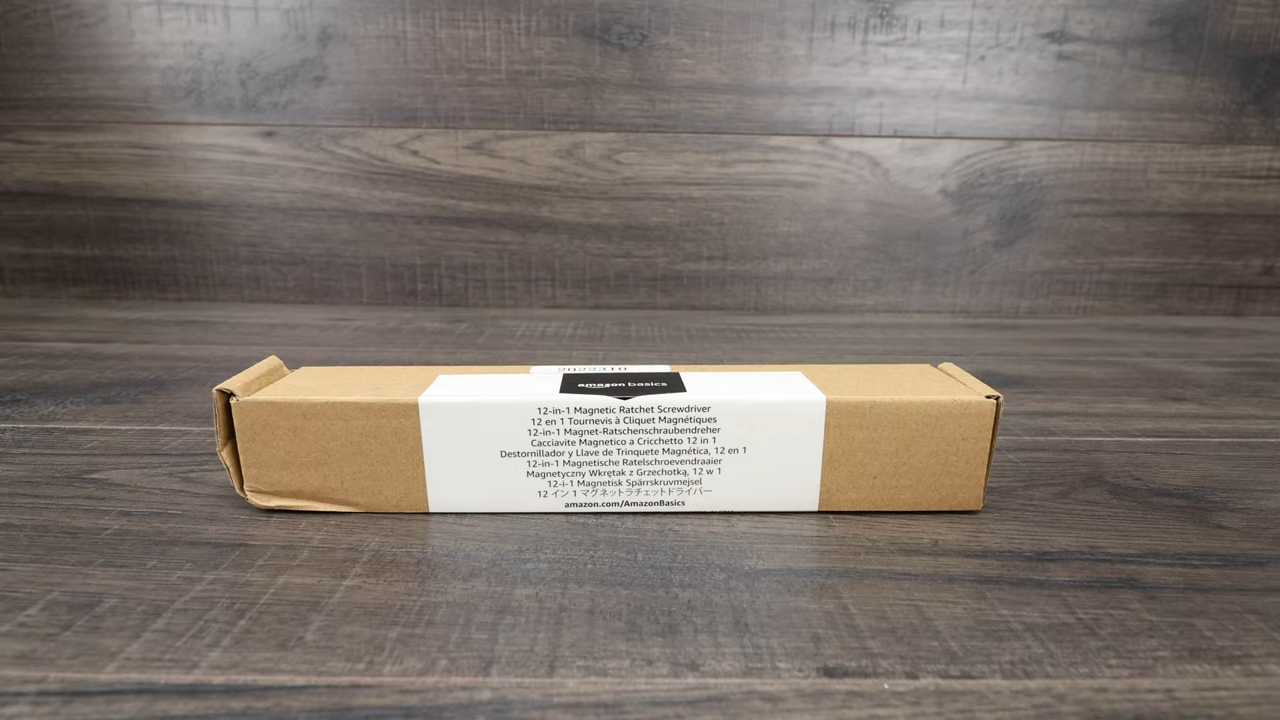 2022310
amazon basics
12-in-1 Magnetic Ratchet Screwdriver
12 en 1 Tournevis à Cliquet Magnétiques
12-in-1 Magnet-Ratschenschraubendreher
Cacciavite Magnetico a Cricchetto 12 in 1
Destornillador y Llave de Trinquete Magnética, 12 en 1
12-in-1 Magnetische Ratelschroevendraaier
Magnetyczny Wkrętak z Grzechotką, 12 w 1
12-i-1 Magnetisk Spärrskruvmejsel
12 イン 1 マグネットラチェットドライバー
amazon.com/AmazonBasics